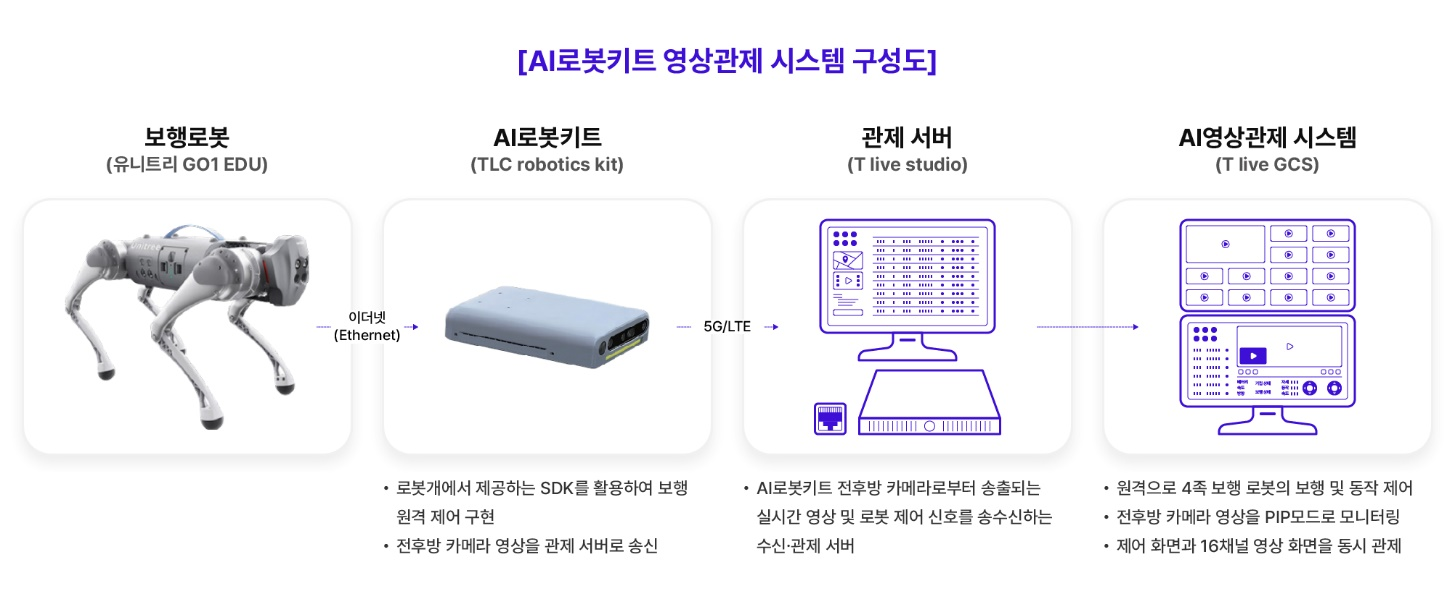 [AI로봇키트 영상관제 시스템 구성도]
보행로봇
(유니트리 GO1 EDU)
AI로봇키트
(TLC robotics kit)
관제 서버
(T live studio)
AI영상관제 시스템
(T live GCS)
이더넷
(Ethernet)
5G/LTE
• 로봇개에서 제공하는 SDK를 활용하여 보행
원격 제어 구현
• 전후방 카메라 영상을 관제 서버로 송신
• AI로봇키트 전후방 카메라로부터 송출되는
실시간 영상 및 로봇 제어 신호를 송수신하는
수신·관제 서버
• 원격으로 4족 보행 로봇의 보행 및 동작 제어
• 전후방 카메라 영상을 PIP모드로 모니터링
• 제어 화면과 16채널 영상 화면을 동시 관제